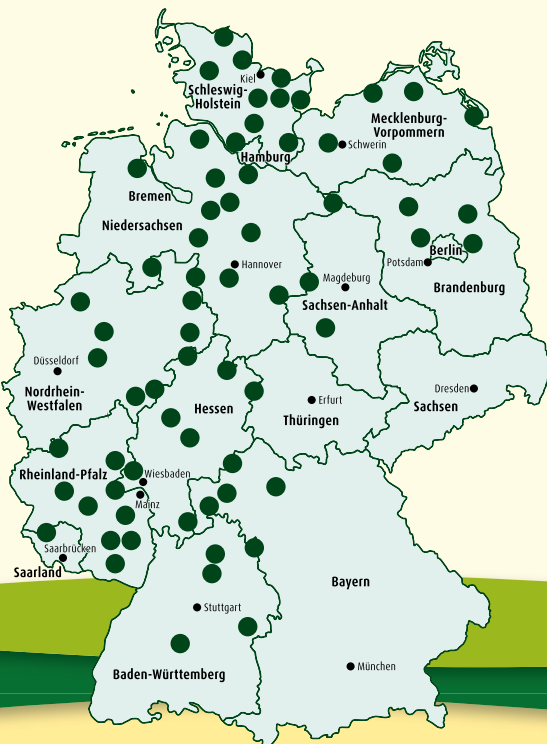 Kiel
Schleswig-
Holstein
Mecklenburg-
Vorpommern
Schwerin
Hamburg
Bremen
Niedersachsen
Berlin
Potsdam
Hannover
Magdeburg
Brandenburg
Sachsen-Anhalt
Düsseldorf
Nordrhein-
Westfalen
Hessen
Erfurt
Thüringen
Dresden
Sachsen
Rheinland-Pfalz
Wiesbaden
Mainz
Saarbrücken
Saarland
Bayern
Stuttgart
München
Baden-Württemberg